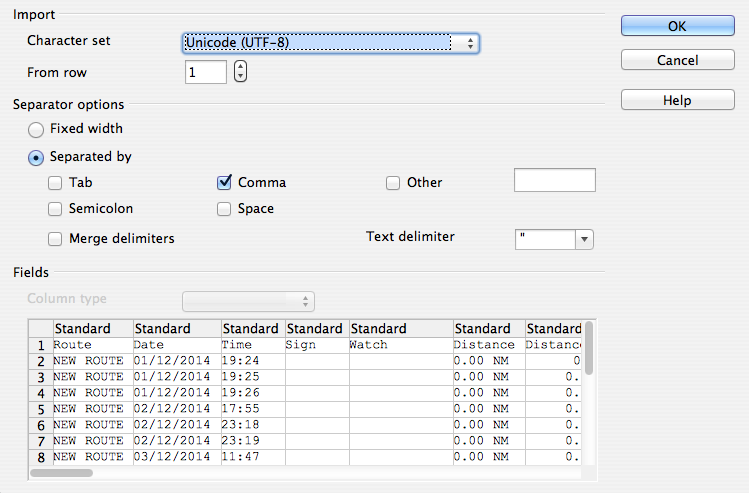 Import
Character set Unicode (UTF-8) OK
From row 1 Cancel
Separator options Help
Fixed width
Separated by
Tab Comma Other
Semicolon Space
Merge delimiters Text delimiter "
Fields
Column type
Standard Standard Standard Standard Standard Standard Standard
1 Route Date Time Sign Watch Distance Distance
2 NEW ROUTE 01/12/2014 19:24 0.00 NM 0
3 NEW ROUTE 01/12/2014 19:25 0.00 NM 0.
4 NEW ROUTE 01/12/2014 19:26 0.00 NM 0.
5 NEW ROUTE 02/12/2014 17:55 0.00 NM 0.
6 NEW ROUTE 02/12/2014 23:18 0.00 NM 0.
7 NEW ROUTE 02/12/2014 23:19 0.00 NM 0.
8 NEW ROUTE 03/12/2014 11:47 0.00 NM 0.